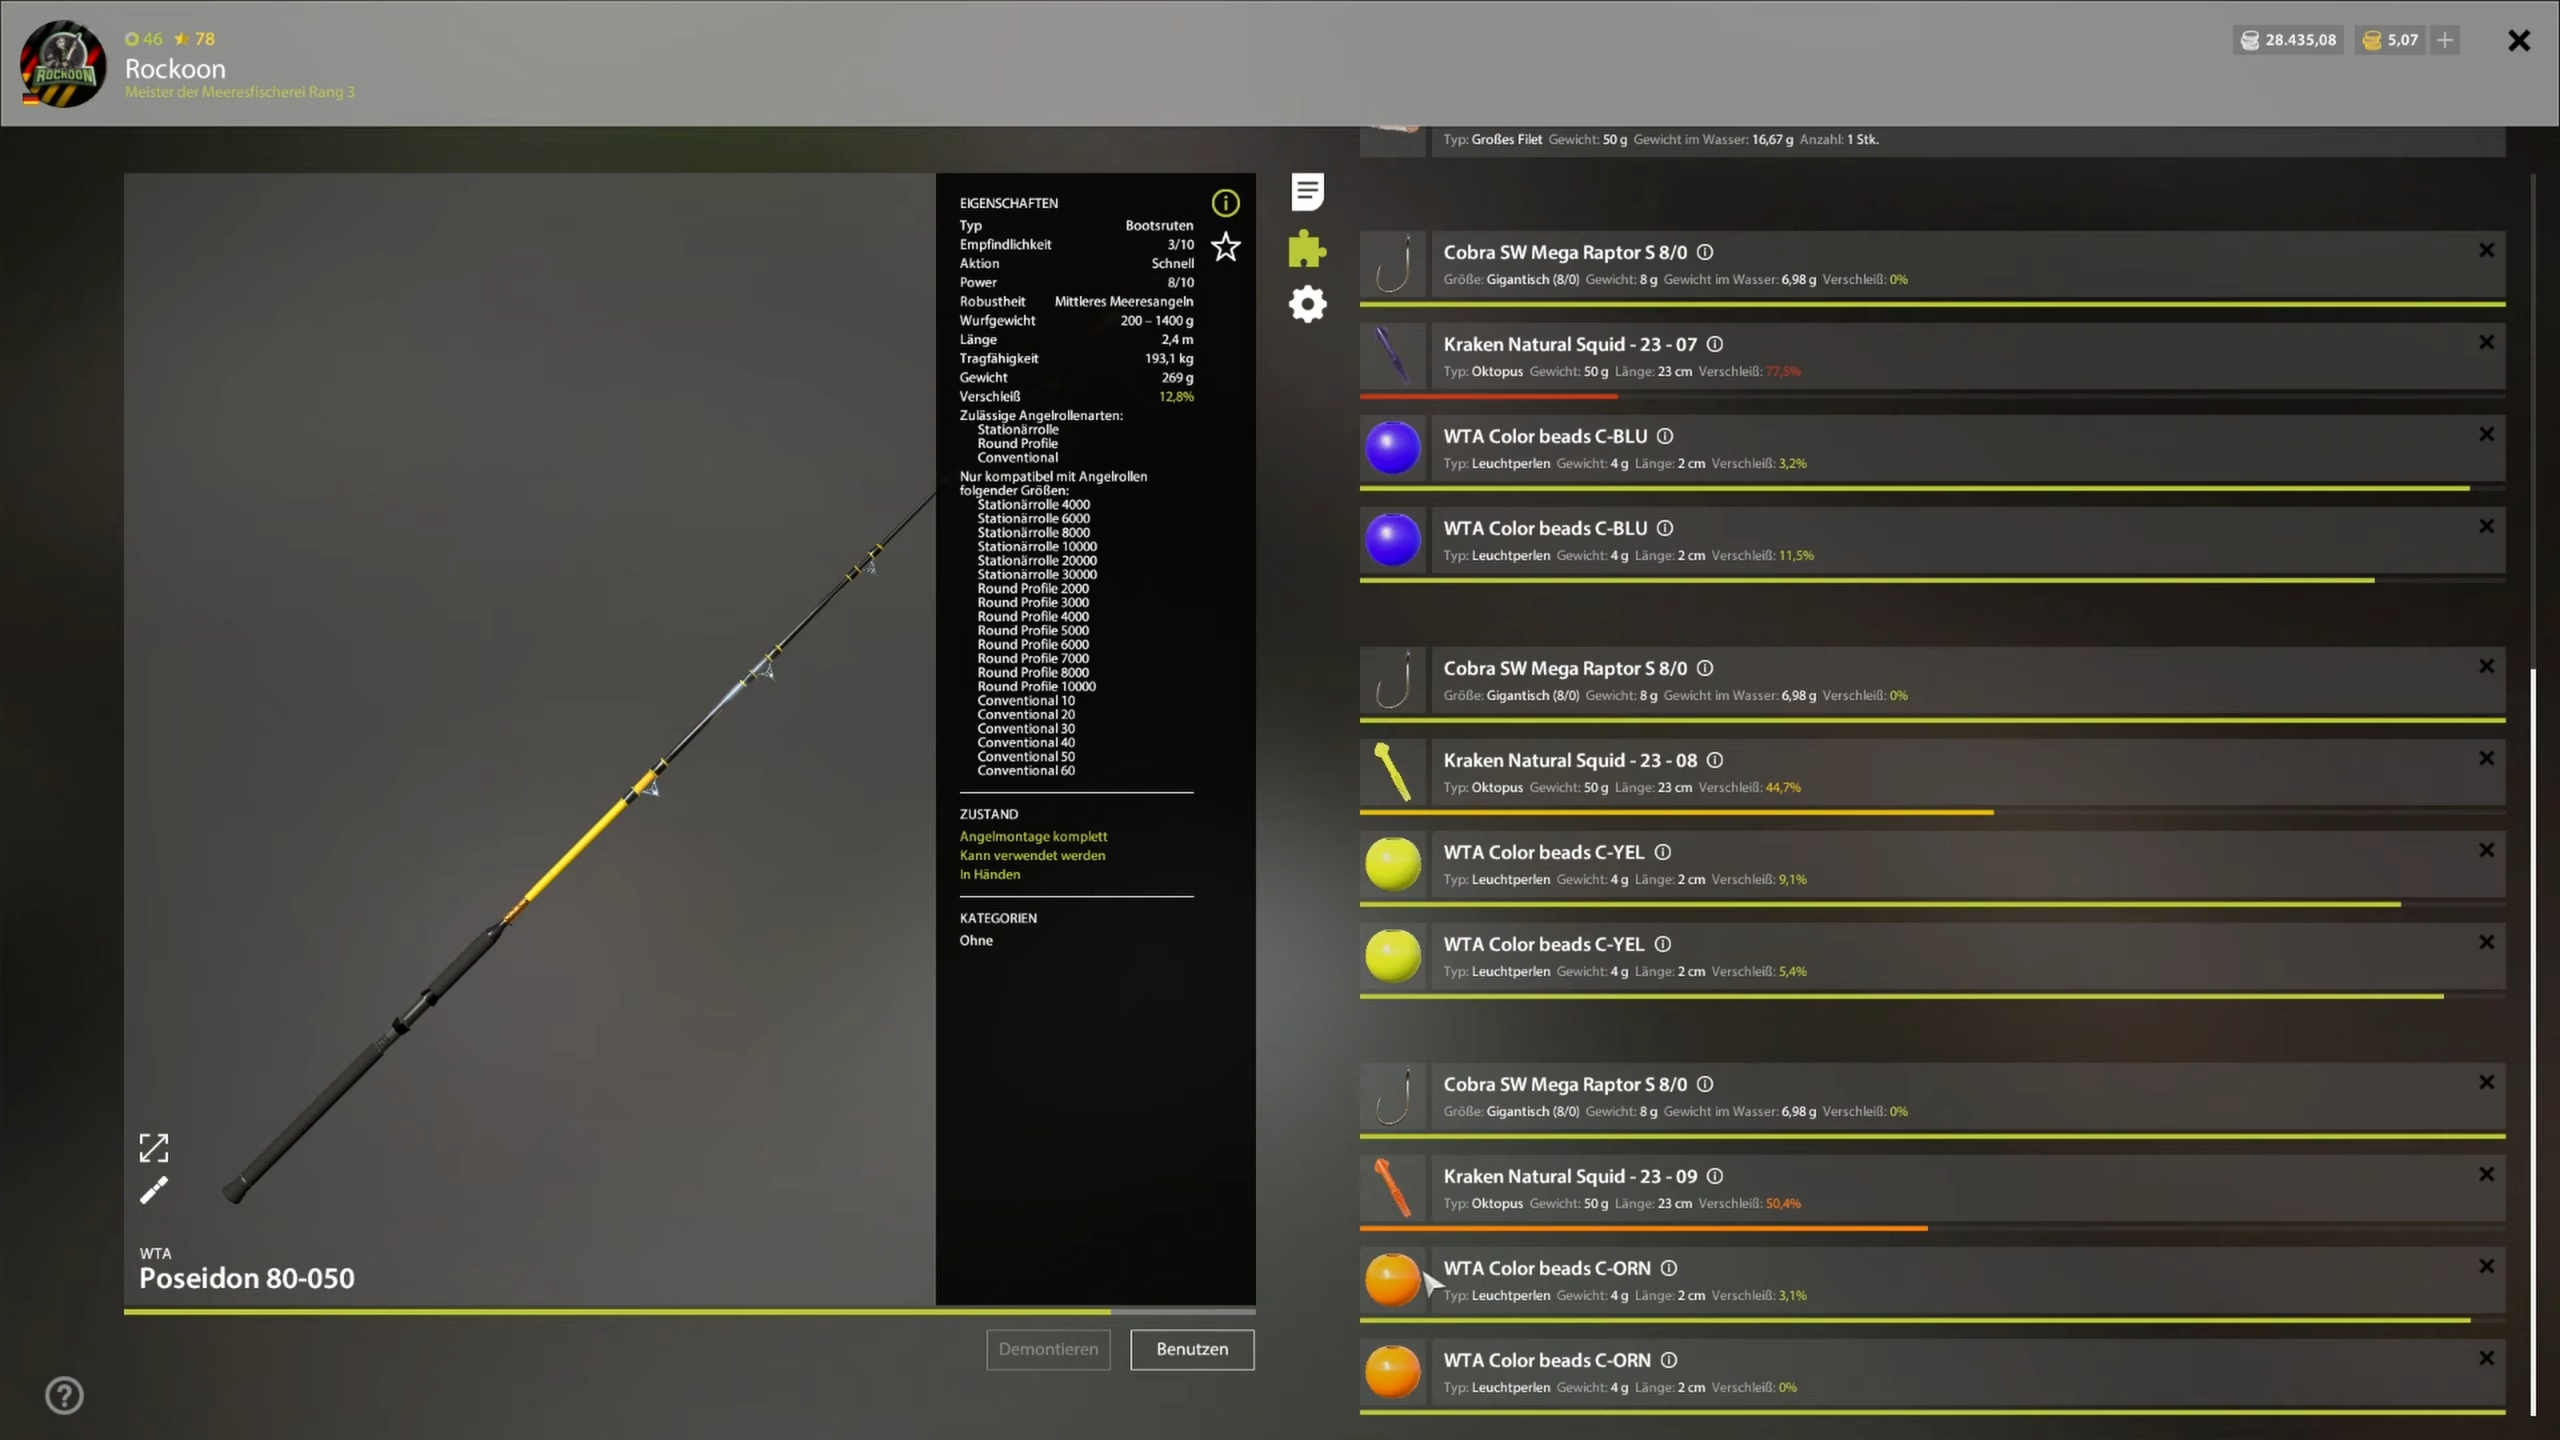 46 78
Rockoon
Meister der Meeresfischerei Rang 3
ROCKOON
28.435,08 5,07
EIGENSCHAFTEN
Typ Bootsruten
Empfindlichkeit 3/10
Aktion Schnell
Power 8/10
Robustheit Mittleres Meeresangeln
Wurfgewicht 200 – 1400 g
Länge 2,4 m
Tragfähigkeit 193,1 kg
Gewicht 269 g
Verschleiß 12,8%
Zulässige Angelrollenarten:
Stationärrolle
Round Profile
Conventional
Nur kompatibel mit Angelrollen
folgender Größen:
Stationärrolle 4000
Stationärrolle 6000
Stationärrolle 8000
Stationärrolle 10000
Stationärrolle 20000
Stationärrolle 30000
Round Profile 2000
Round Profile 3000
Round Profile 4000
Round Profile 5000
Round Profile 6000
Round Profile 7000
Round Profile 8000
Round Profile 10000
Conventional 10
Conventional 20
Conventional 30
Conventional 40
Conventional 50
Conventional 60
ZUSTAND
Angelmontage komplett
Kann verwendet werden
In Händen
KATEGORIEN
Ohne
WTA
Poseidon 80-050
Demontieren Benutzen
Typ: Großes Filet Gewicht: 50 g Gewicht im Wasser: 16,67 g Anzahl: 1 Stk.
Cobra SW Mega Raptor S 8/0
Größe: Gigantisch (8/0) Gewicht: 8 g Gewicht im Wasser: 6,98 g Verschleiß: 0%
Kraken Natural Squid - 23 - 07
Typ: Oktopus Gewicht: 50 g Länge: 23 cm Verschleiß: 77,5%
WTA Color beads C-BLU
Typ: Leuchtperlen Gewicht: 4 g Länge: 2 cm Verschleiß: 3,2%
WTA Color beads C-BLU
Typ: Leuchtperlen Gewicht: 4 g Länge: 2 cm Verschleiß: 11,5%
Cobra SW Mega Raptor S 8/0
Größe: Gigantisch (8/0) Gewicht: 8 g Gewicht im Wasser: 6,98 g Verschleiß: 0%
Kraken Natural Squid - 23 - 08
Typ: Oktopus Gewicht: 50 g Länge: 23 cm Verschleiß: 44,7%
WTA Color beads C-YEL
Typ: Leuchtperlen Gewicht: 4 g Länge: 2 cm Verschleiß: 9,1%
WTA Color beads C-YEL
Typ: Leuchtperlen Gewicht: 4 g Länge: 2 cm Verschleiß: 5,4%
Cobra SW Mega Raptor S 8/0
Größe: Gigantisch (8/0) Gewicht: 8 g Gewicht im Wasser: 6,98 g Verschleiß: 0%
Kraken Natural Squid - 23 - 09
Typ: Oktopus Gewicht: 50 g Länge: 23 cm Verschleiß: 50,4%
WTA Color beads C-ORN
Typ: Leuchtperlen Gewicht: 4 g Länge: 2 cm Verschleiß: 3,1%
WTA Color beads C-ORN
Typ: Leuchtperlen Gewicht: 4 g Länge: 2 cm Verschleiß: 0%